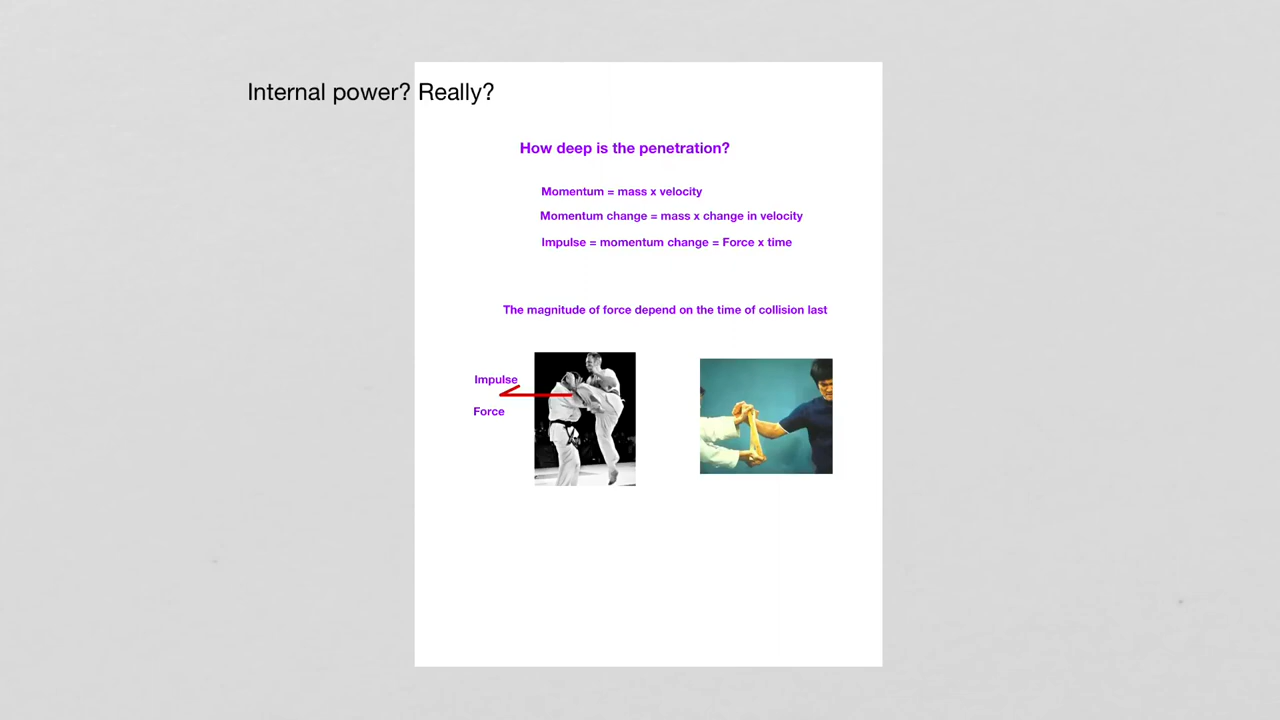 Internal power? Really?
How deep is the penetration?
Momentum = mass x velocity
Momentum change = mass x change in velocity
Impulse = momentum change = Force x time
The magnitude of force depend on the time of collision last
Impulse
Force